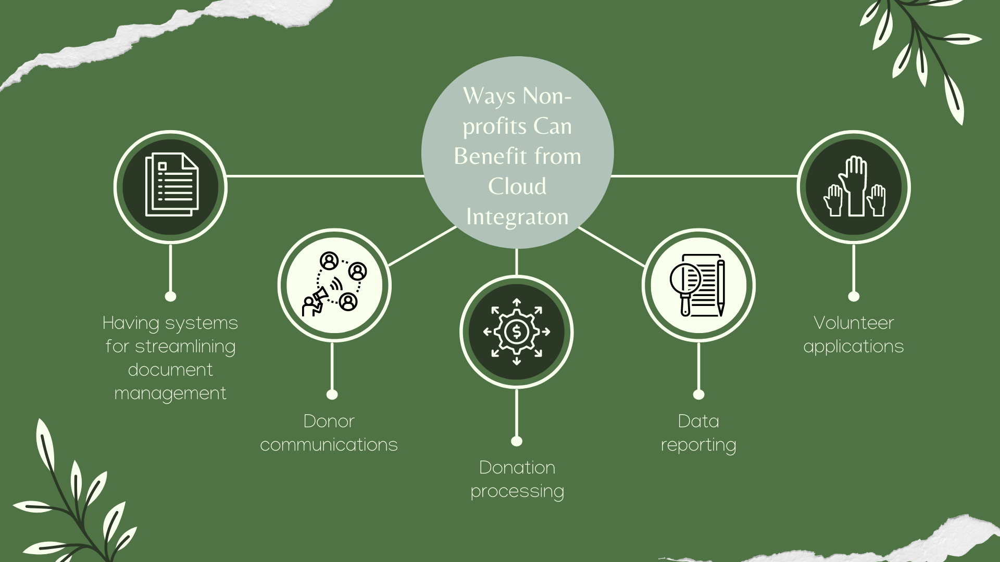 Ways Non-
profits Can
Benefit from
Cloud
Integraton
Having systems
for streamlining
document
management
Donor
communications
Donation
processing
Data
reporting
Volunteer
applications